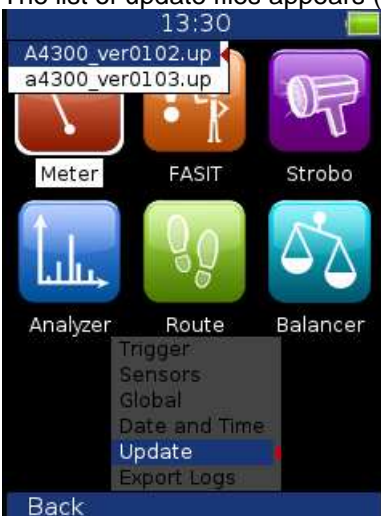 The list of update files appears (
13:30
A4300_ver0102.up
a4300_ver0103.up
Meter
FASIT
Strobo
Analyzer
Route
Balancer
Trigger
Sensors
Global
Date and Time
Update
Export Logs
Back